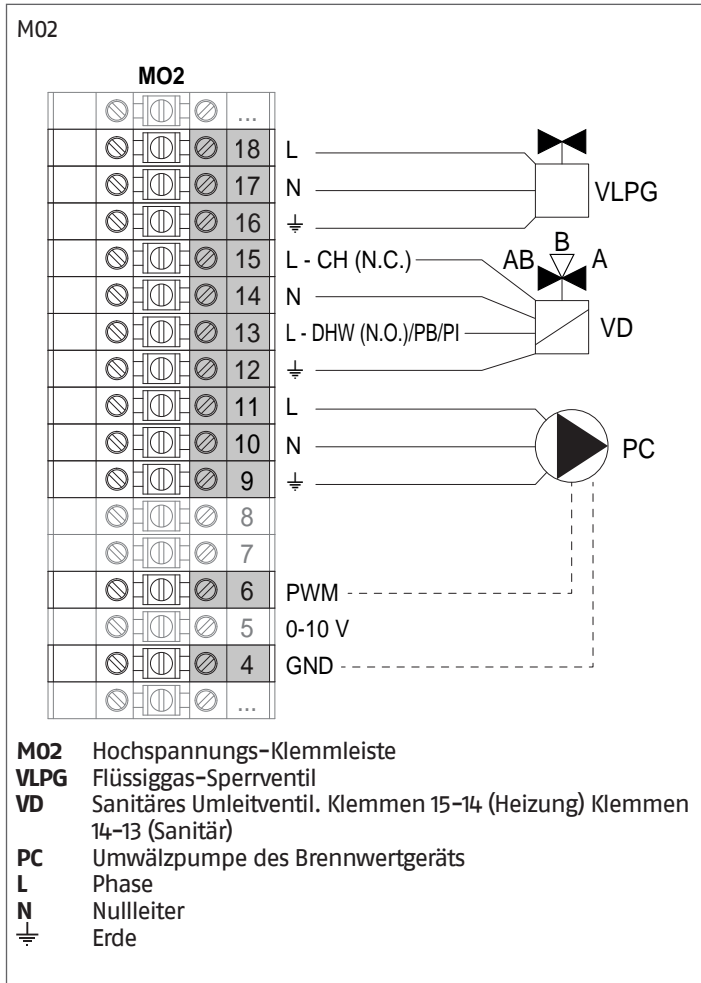 M02
MO2
...
18 L
17 N
16
VLPG
15 L - CH (N.C.)
14 N
13 L - DHW (N.O.)/PB/PI
12
AB B A
VD
11 L
10 N
9
PC
8
7
6 PWM
5 0-10 V
4 GND
...
M02 Hochspannungs-Klemmleiste
VLPG Flüssiggas-Sperrventil
VD Sanitäres Umleitventil. Klemmen 15-14 (Heizung) Klemmen
14-13 (Sanitär)
PC Umwälzpumpe des Brennwertgeräts
L Phase
N Nullleiter
⏚ Erde